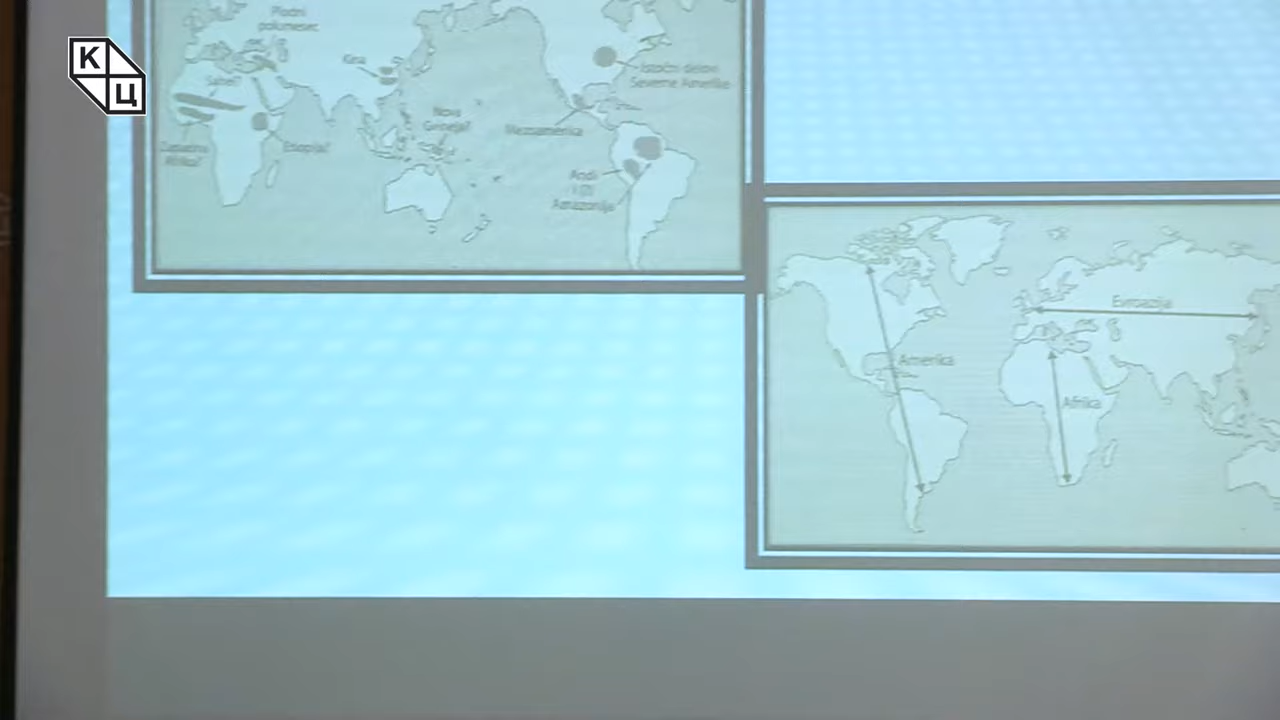 К
Ц
Plodni
polumesec
Kina
Sahel?
Istočni delovi
Severne Amerike
Nova
Gvineja?
Mezoamerika
Zapadna
Afrika?
Etiopija?
Andi
i (?)
Amazonija
Evroazija
Amerika
Afrika